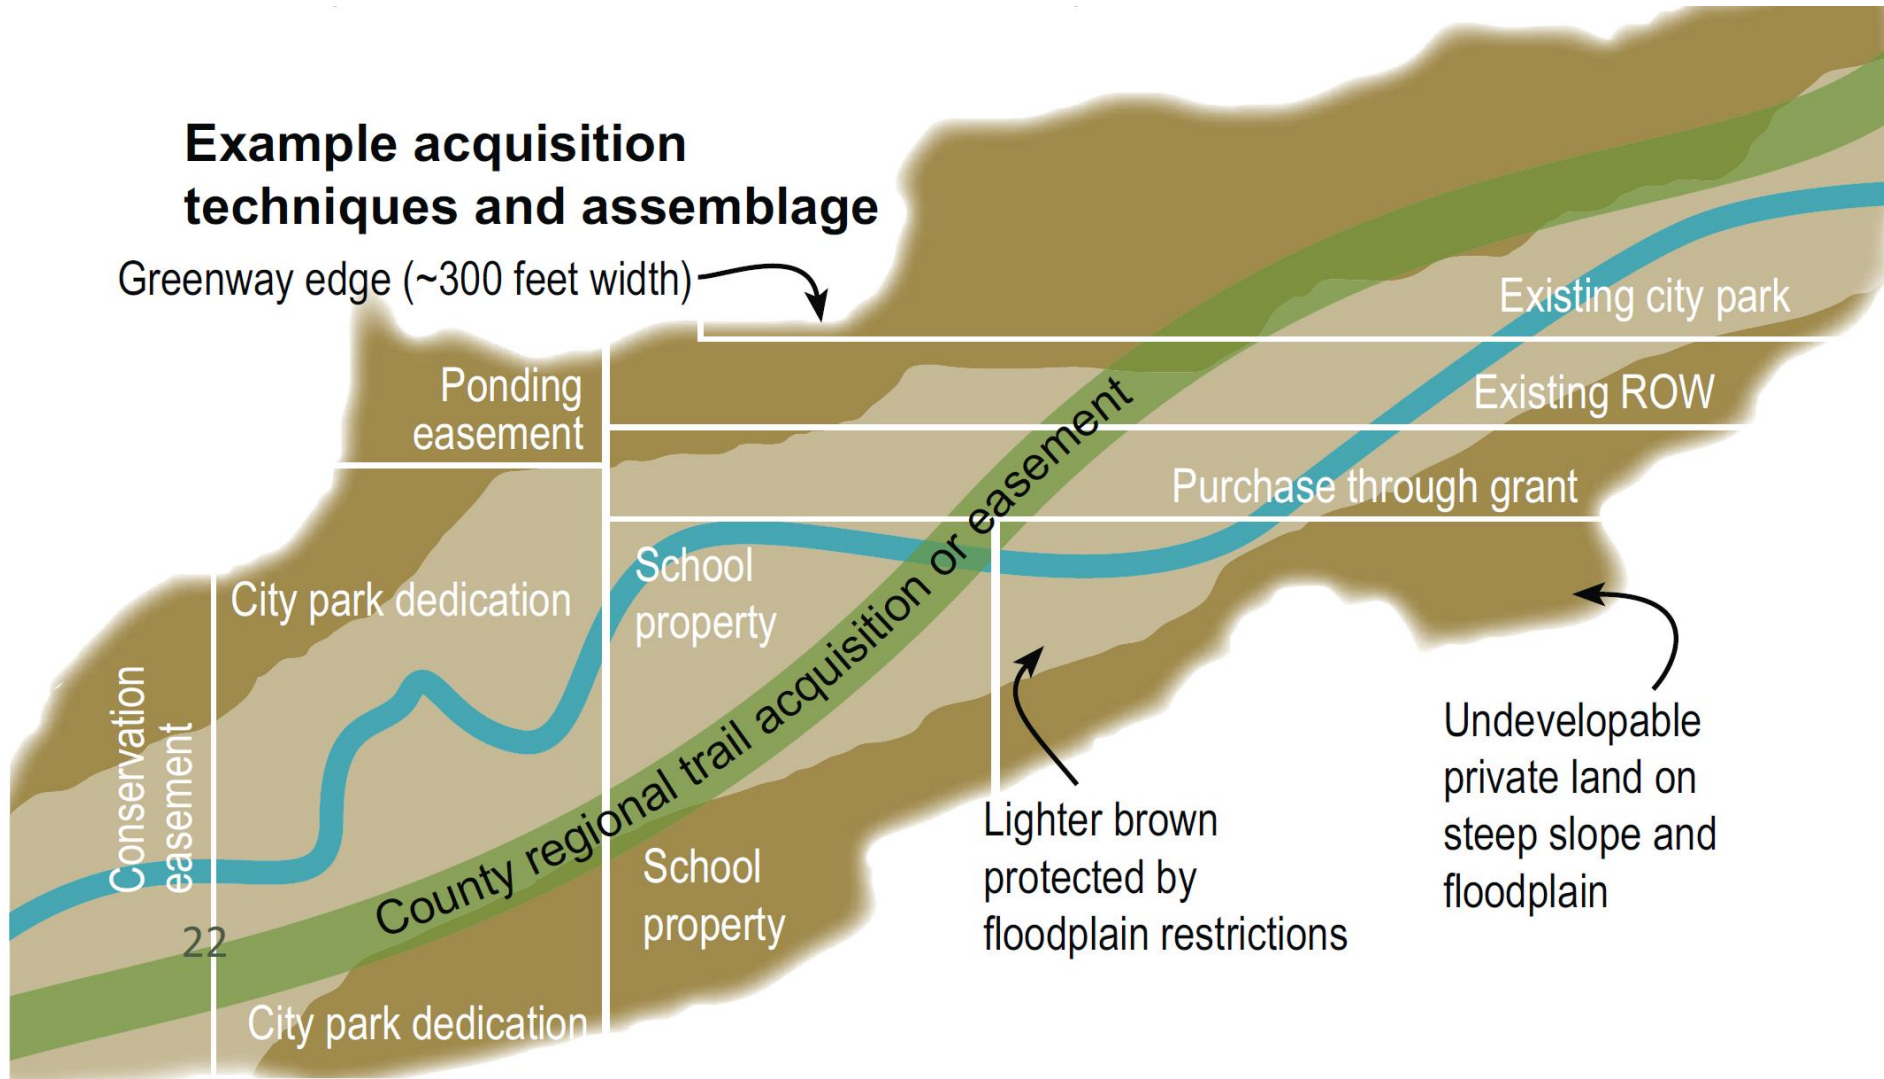 Example acquisition
techniques and assemblage
Greenway edge (~300 feet width)
Existing city park
Ponding
easement
Existing ROW
Purchase through grant
City park dedication
School
property
County regional trail acquisition or easement
Conservation
easement
Undevelopable
private land on
steep slope and
floodplain
Lighter brown
protected by
floodplain restrictions
School
property
22
City park dedication